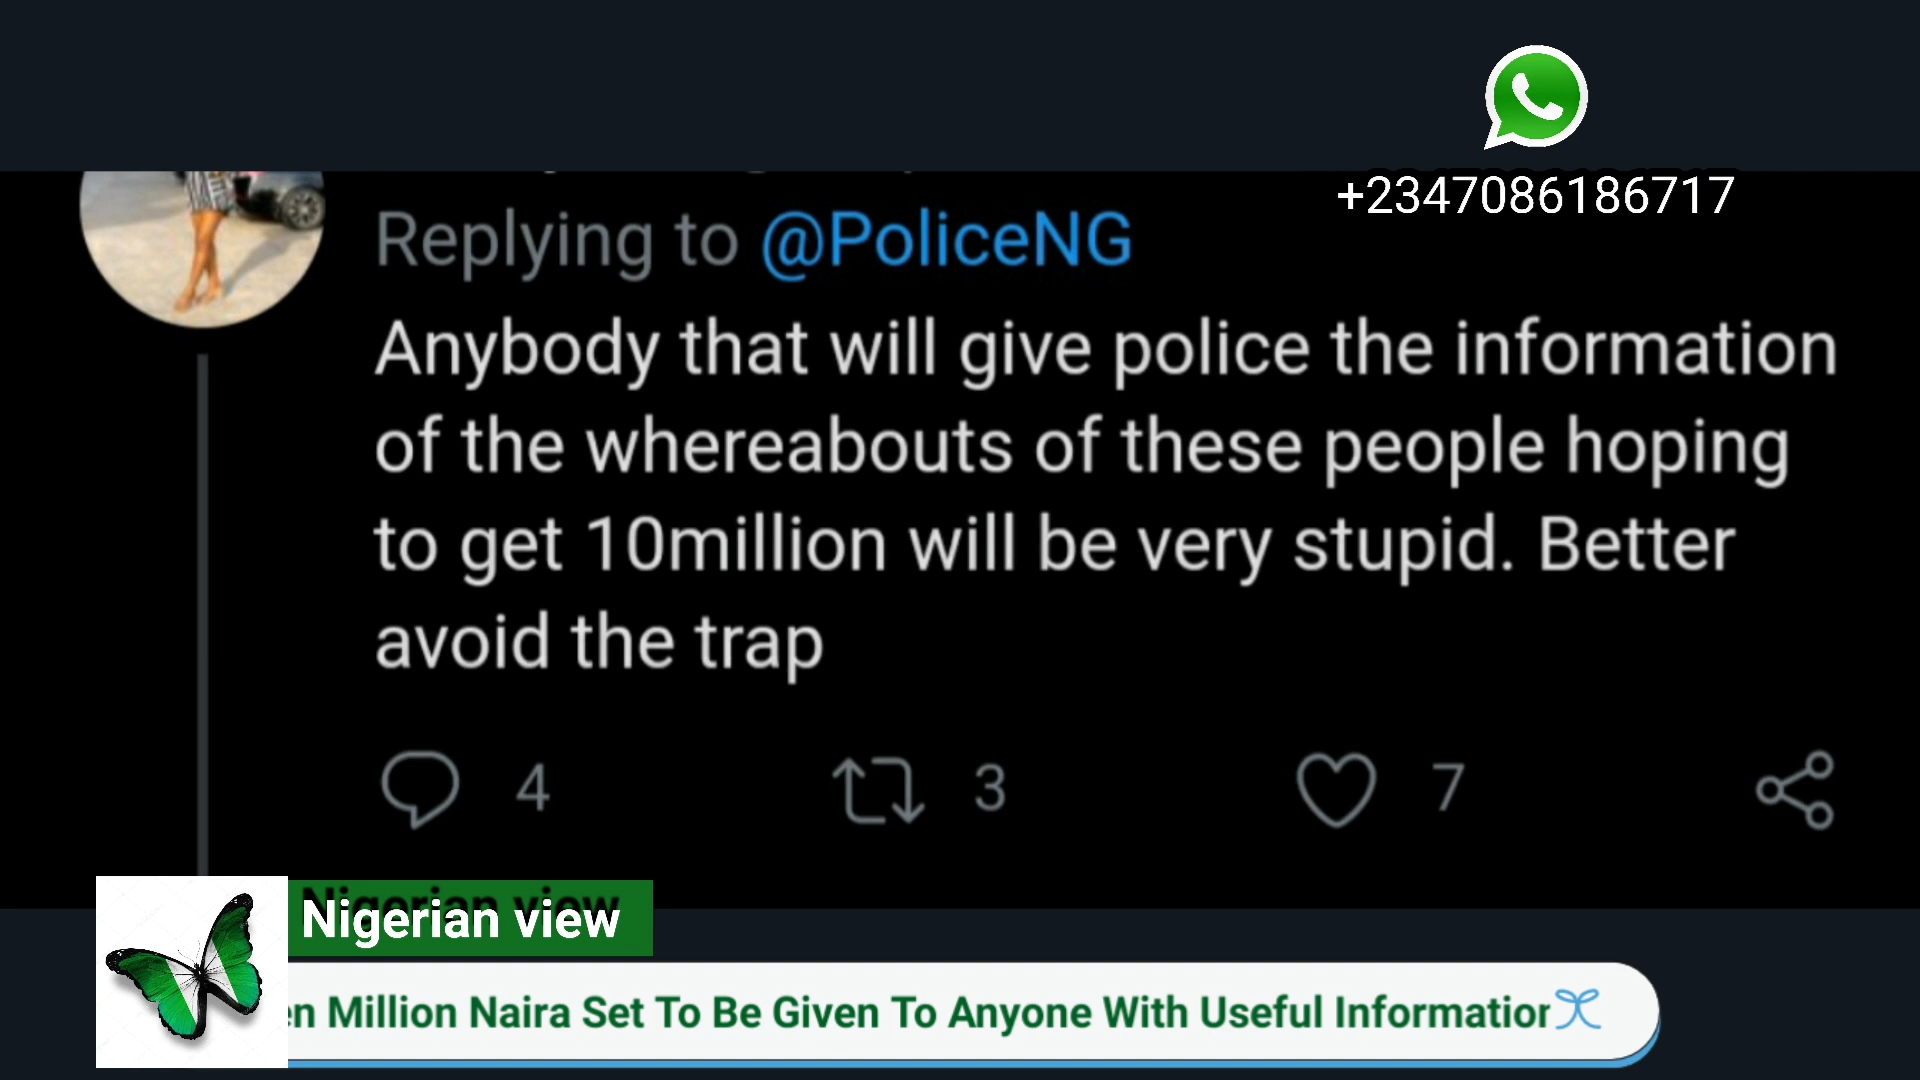 +2347086186717
Replying to @PoliceNG
Anybody that will give police the information
of the whereabouts of these people hoping
to get 10million will be very stupid. Better
avoid the trap
4 3 7
Nigerian view
Million Naira Set To Be Given To Anyone With Useful